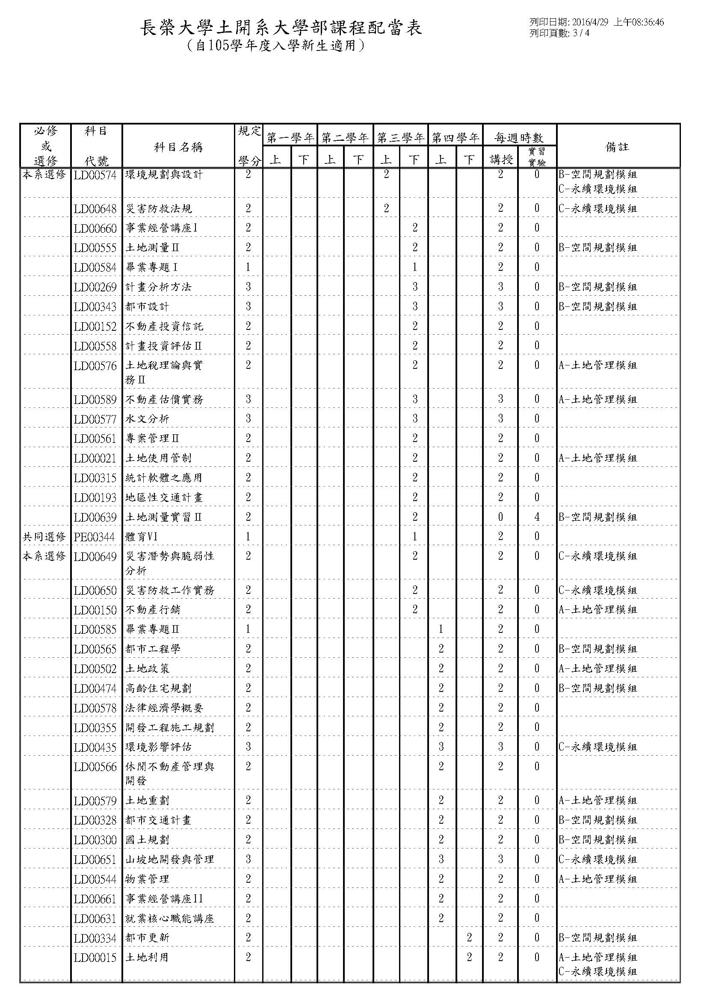 長榮大學土開系大學部課程配當表
（自105學年度入學新生適用）
列印日期: 2016/4/29 上午08:36:46
列印頁數: 3 / 4
必修或選修 科目代號 科目名稱 規定學分 第一學年 第二學年 第三學年 第四學年 每週時數 備註
上 下 上 下 上 下 上 下 講授 實習實驗
本系選修 LD00574 環境規劃與設計 2 2 2 0 B-空間規劃模組
C-永續環境模組
LD00648 災害防救法規 2 2 2 0 C-永續環境模組
LD00660 事業經營講座I 2 2 2 0
LD00555 土地測量Ⅱ 2 2 2 0 B-空間規劃模組
LD00584 畢業專題Ⅰ 1 1 2 0
LD00269 計畫分析方法 3 3 3 0 B-空間規劃模組
LD00343 都市設計 3 3 3 0 B-空間規劃模組
LD00152 不動產投資信託 2 2 2 0
LD00558 計畫投資評估Ⅱ 2 2 2 0
LD00576 土地稅理論與實 2 2 2 0 A-土地管理模組
務Ⅱ
LD00589 不動產估價實務 3 3 3 0 A-土地管理模組
LD00577 水文分析 3 3 3 0
LD00561 專案管理Ⅱ 2 2 2 0
LD00021 土地使用管制 2 2 2 0 A-土地管理模組
LD00315 統計軟體之應用 2 2 2 0
LD00193 地區性交通計畫 2 2 2 0
LD00639 土地測量實習Ⅱ 2 2 0 4 B-空間規劃模組
共同選修 PE00344 體育VI 1 1 2 0
本系選修 LD00649 災害潛勢與脆弱性 2 2 2 0 C-永續環境模組
分析
LD00650 災害防救工作實務 2 2 2 0 C-永續環境模組
LD00150 不動產行銷 2 2 2 0 A-土地管理模組
LD00585 畢業專題Ⅱ 1 1 2 0
LD00565 都市工程學 2 2 2 0 B-空間規劃模組
LD00502 土地政策 2 2 2 0 A-土地管理模組
LD00474 高齡住宅規劃 2 2 2 0 B-空間規劃模組
LD00578 法律經濟學概要 2 2 2 0
LD00355 開發工程施工規劃 2 2 2 0
LD00435 環境影響評估 3 3 3 0 C-永續環境模組
LD00566 休閒不動產管理與 2 2 2 0
開發
LD00579 土地重劃 2 2 2 0 A-土地管理模組
LD00328 都市交通計畫 2 2 2 0 B-空間規劃模組
LD00300 國土規劃 2 2 2 0 B-空間規劃模組
LD00651 山坡地開發與管理 3 3 3 0 C-永續環境模組
LD00544 物業管理 2 2 2 0 A-土地管理模組
LD00661 事業經營講座II 2 2 2 0
LD00631 就業核心職能講座 2 2 2 0
LD00334 都市更新 2 2 2 0 B-空間規劃模組
LD00015 土地利用 2 2 2 0 A-土地管理模組
C-永續環境模組